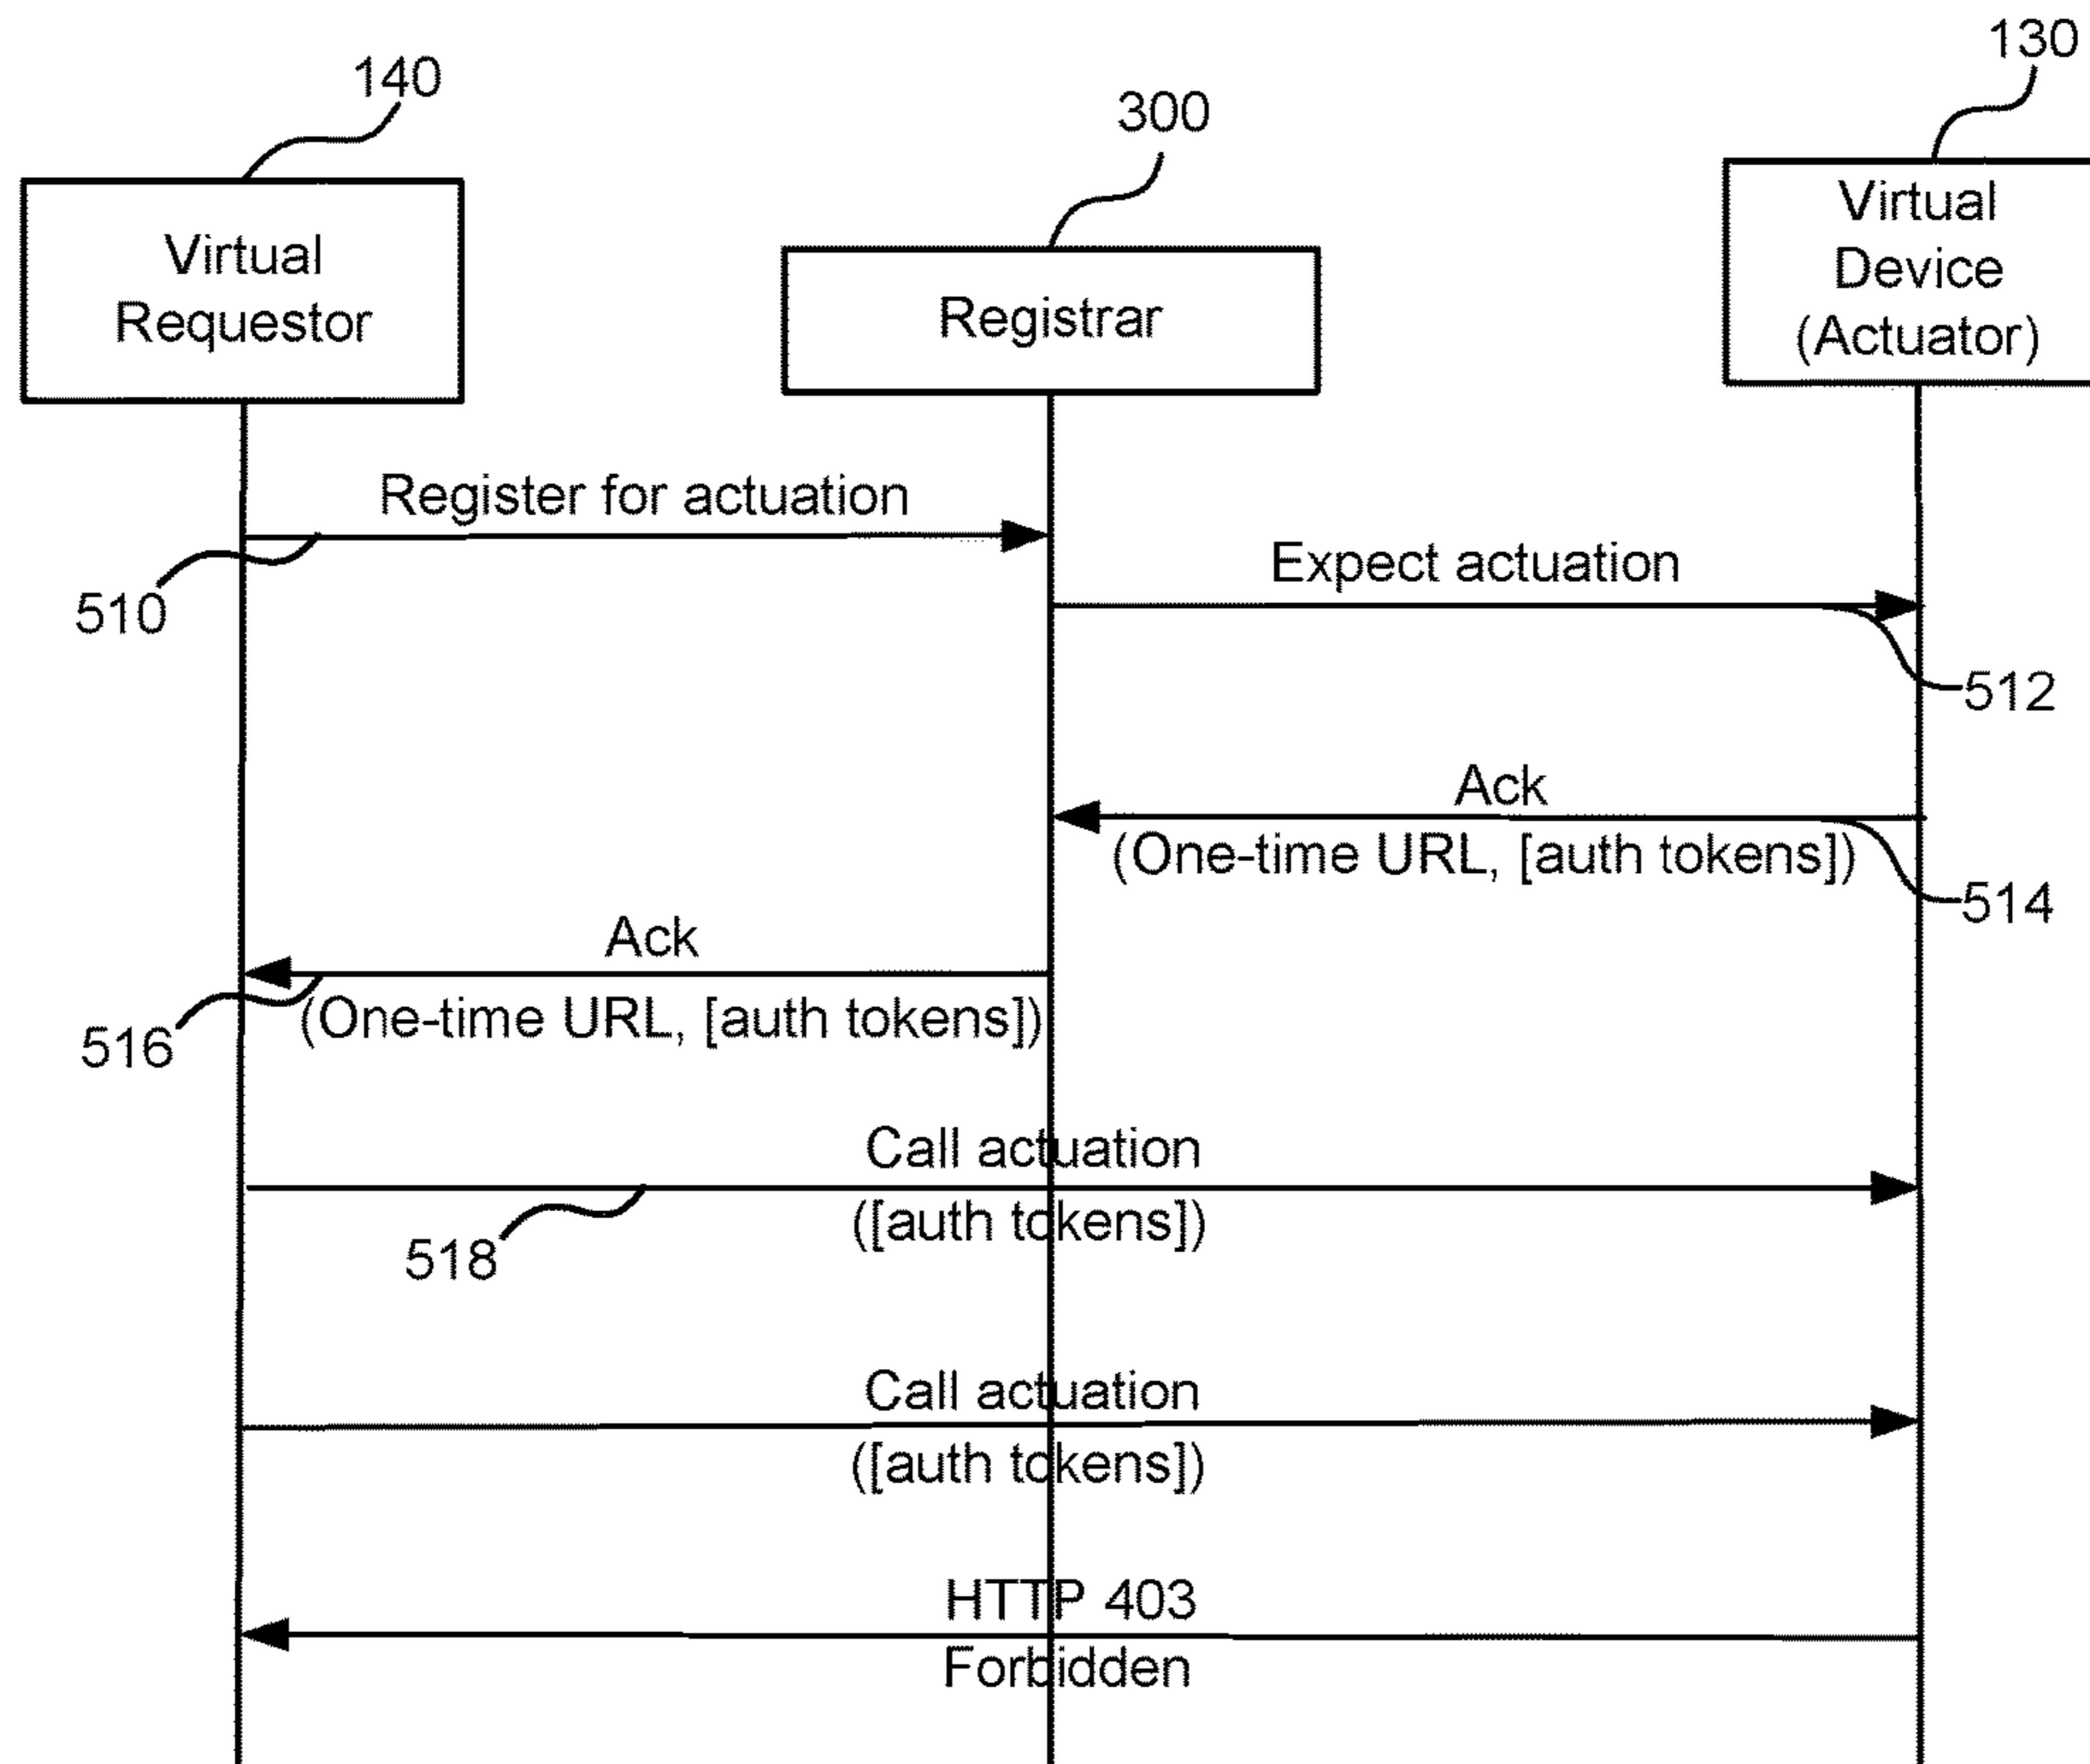 140
300
130
Virtual
Requestor
Registrar
Virtual
Device
(Actuator)
Register for actuation
510
Expect actuation
512
Ack
(One-time URL, [auth tokens])
514
Ack
(One-time URL, [auth tokens])
516
Call actuation
([auth tokens])
518
Call actuation
([auth tokens])
HTTP 403
Forbidden